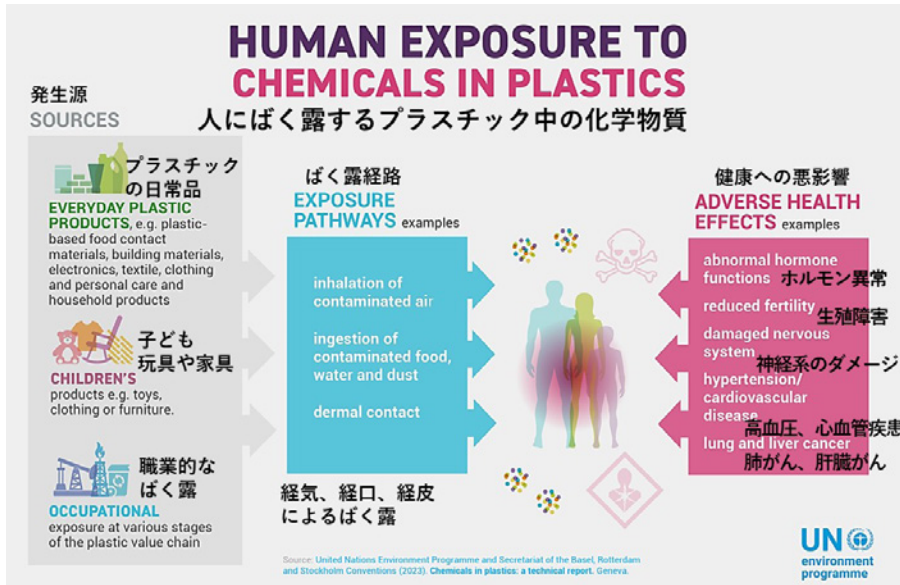 HUMAN EXPOSURE TO
CHEMICALS IN PLASTICS
人にばく露するプラスチック中の化学物質
発生源
SOURCES
プラスチック
の日常品
EVERYDAY PLASTIC
PRODUCTS, e.g. plastic-
based food contact
materials, building materials,
electronics, textile, clothing
and personal care and
household products
子ども
玩具や家具
CHILDREN'S
products e.g. toys,
clothing or furniture.
職業的な
ばく露
OCCUPATIONAL
exposure at various stages
of the plastic value chain
ばく露経路
EXPOSURE
PATHWAYS examples
inhalation of
contaminated air
ingestion of
contaminated food,
water and dust
dermal contact
経気、経口、経皮
によるばく露
健康への悪影響
ADVERSE HEALTH
EFFECTS examples
abnormal hormone
functions
ホルモン異常
reduced fertility
生殖障害
damaged nervous
system
神経系のダメージ
hypertension/
cardiovascular
disease
高血圧、心血管疾患
lung and liver cancer
肺がん、肝臓がん
Source: United Nations Environment Programme and Secretariat of the Basel, Rotterdam
and Stockholm Conventions (2023). Chemicals in plastics: a technical report. Geneva.
UN
environment
programme